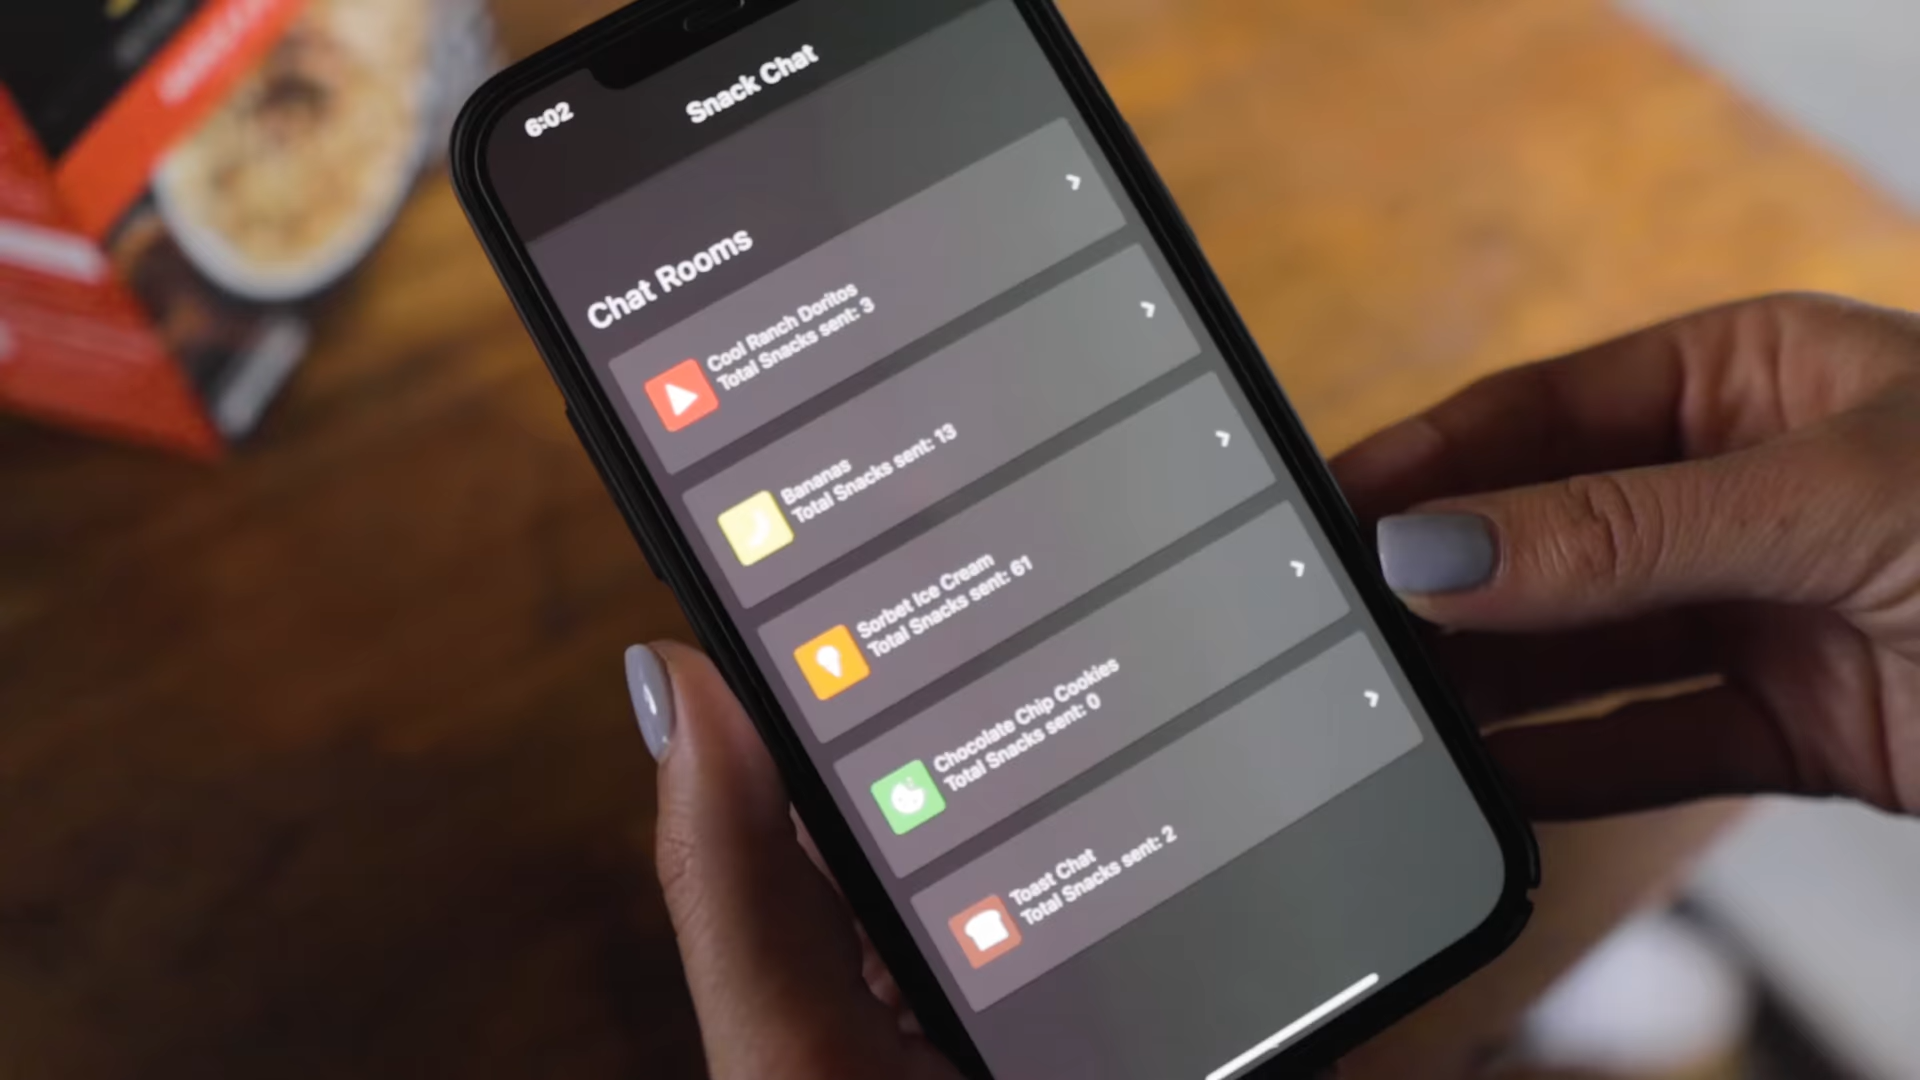 6:02
Snack Chat
Chat Rooms
Cool Ranch Doritos
Total Snacks sent: 3
Bananas
Total Snacks sent: 13
Sorbet Ice Cream
Total Snacks sent: 61
Chocolate Chip Cookies
Total Snacks sent: 0
Toast Chat
Total Snacks sent: 2